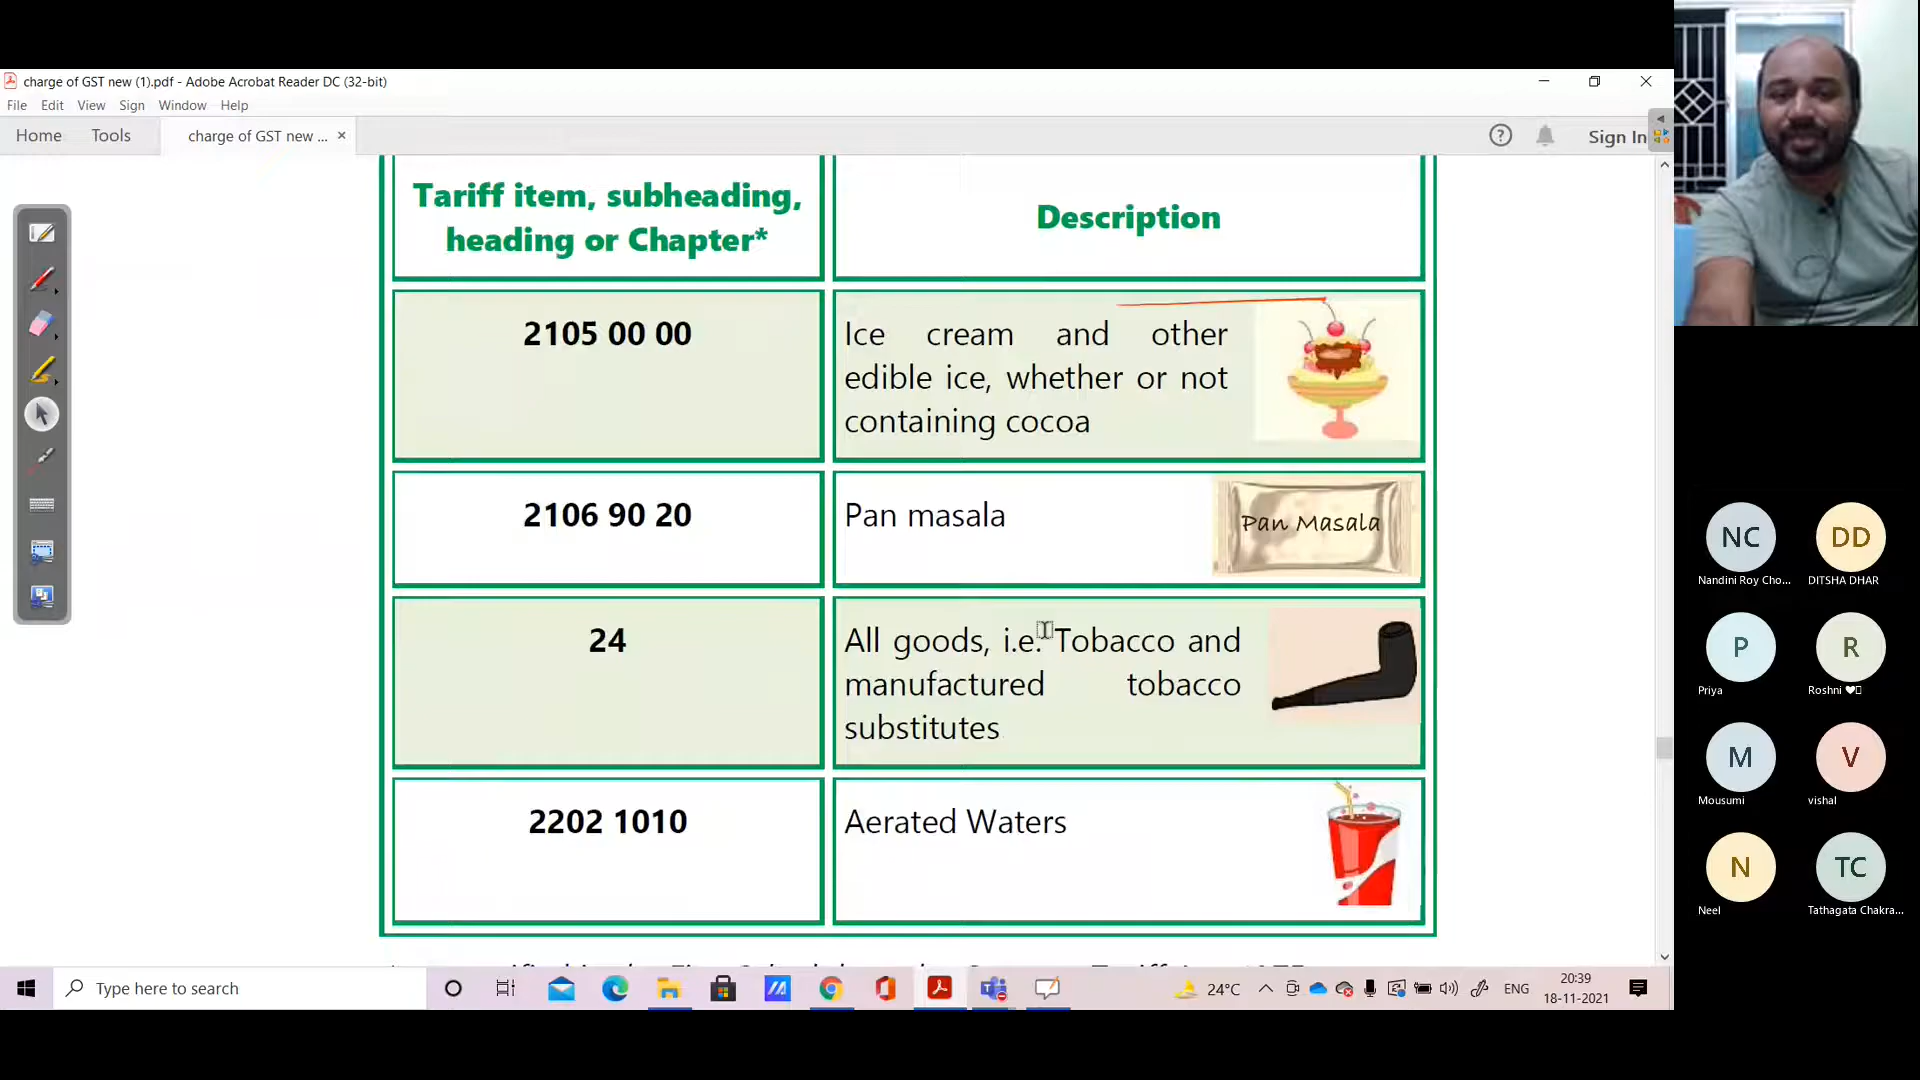 charge of GST new (1).pdf - Adobe Acrobat Reader DC (32-bit)
File Edit View Sign Window Help
Home Tools charge of GST new ... × Sign In
Tariff item, subheading,
heading or Chapter*
Description
2105 00 00
Ice cream and other
edible ice, whether or not
containing cocoa
2106 90 20
Pan masala
Pan Masala
24
All goods, i.e. Tobacco and
manufactured tobacco
substitutes
2202 1010
Aerated Waters
NC DD
Nandini Roy Cho... DITSHA DHAR
P R
Priya Roshni
M V
Mousumi vishal
N TC
Neel Tathagata Chakra...
Type here to search
24°C ENG
20:39
18-11-2021